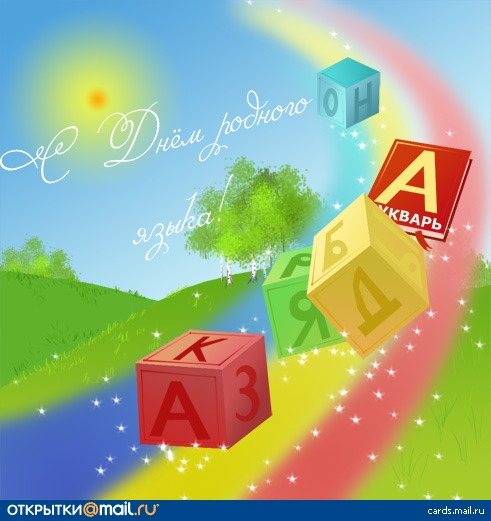 С Днём родного
языка!
О Н
А
БУКВАРЬ
Б
Ь
Д
А
Я
К
А З
ОТКРЫТКИ@mail.ru
cards.mail.ru